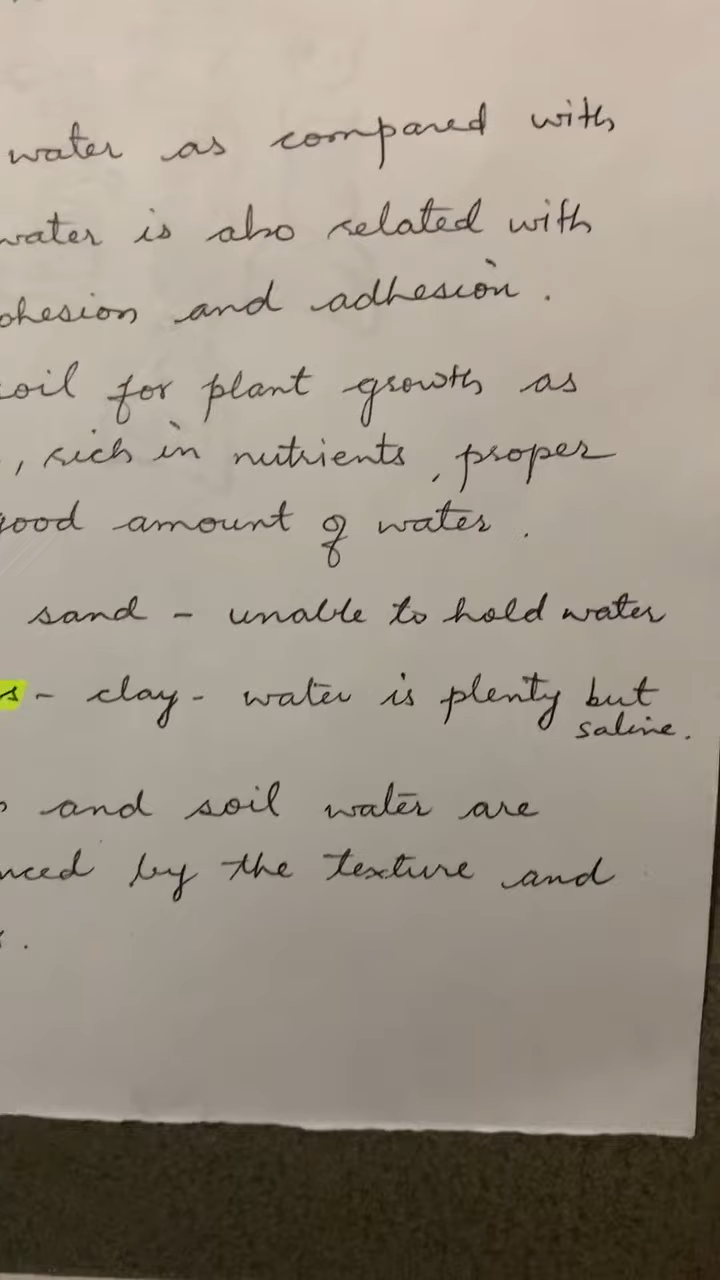 water as compared with
water is also related with
ohesion and adhesion.
oil for plant growth as
, rich in nutrients, proper
good amount of water.
sand - unable to hold water
s - clay - water is plenty but
saline.
and soil water are
nced by the texture and